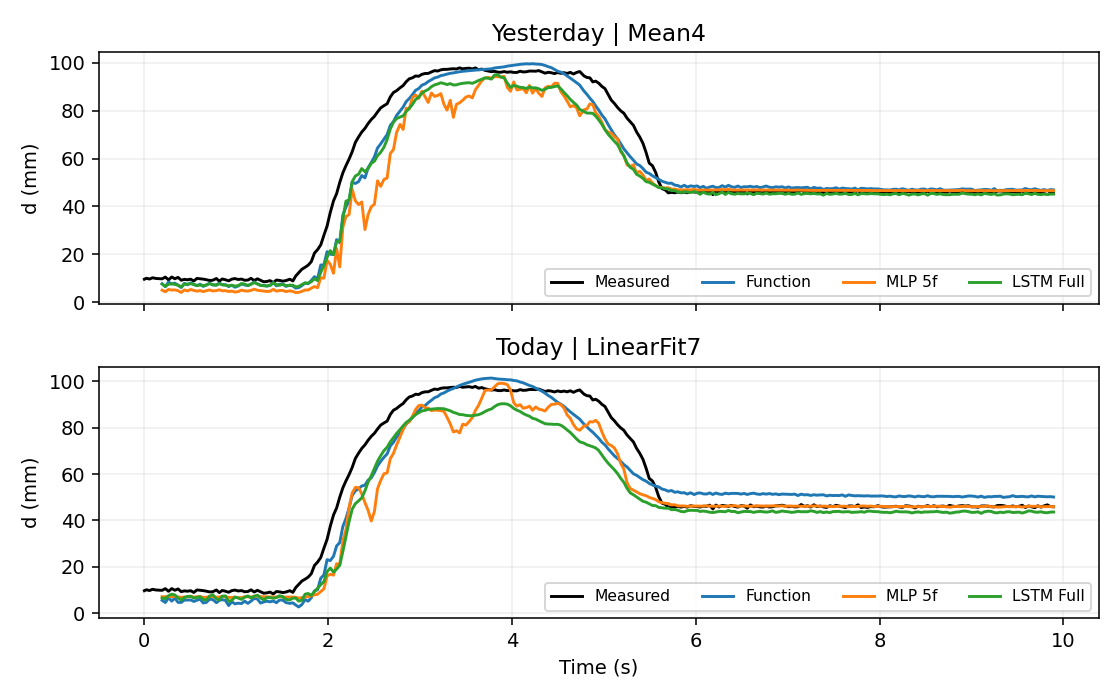 Yesterday | Mean4
100
80
60
40
20
0
d (mm)
Measured Function MLP 5f LSTM Full
Today | LinearFit7
100
80
60
40
20
0
d (mm)
Measured Function MLP 5f LSTM Full
0 2 4 6 8 10
Time (s)